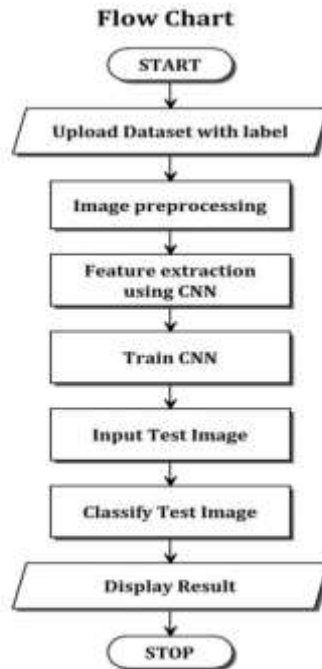 Flow Chart
START
Upload Dataset with label
Image preprocessing
Feature extraction
using CNN
Train CNN
Input Test Image
Classify Test Image
Display Result
STOP